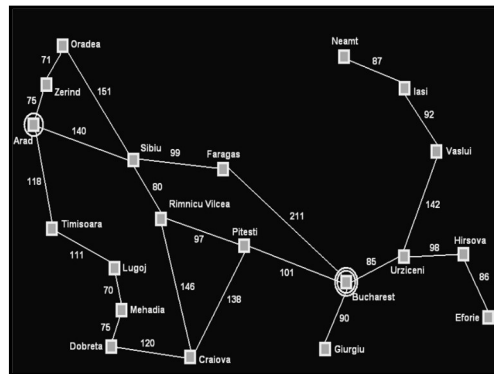 Oradea
Neamt
87
71
Zerind
Iasi
151
75
92
Arad
140
Sibiu
99
Faragas
Vaslui
118
80
Rimnicu Vilcea
211
142
Timisoara
97
Pitesti
Hirsova
111
98
Lugoj
85
Urziceni
70
146
101
86
Mehadia
138
Bucharest
75
90
Eforie
Dobreta
120
Craiova
Giurgiu